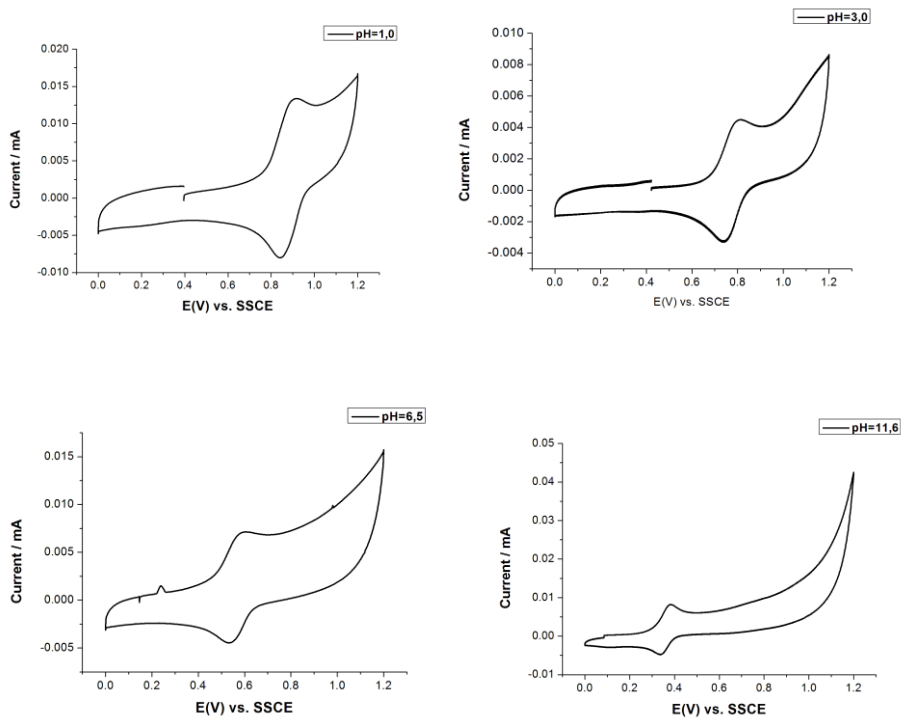 pH=1,0
0.020
0.015
0.010
0.005
0.000
-0.005
-0.010
Current / mA
0.0 0.2 0.4 0.6 0.8 1.0 1.2
E(V) vs. SSCE
pH=3,0
0.010
0.008
0.006
0.004
0.002
0.000
-0.002
-0.004
Current / mA
0.0 0.2 0.4 0.6 0.8 1.0 1.2
E(V) vs. SSCE
pH=6,5
0.015
0.010
0.005
0.000
-0.005
Current / mA
0.0 0.2 0.4 0.6 0.8 1.0 1.2
E(V) vs. SSCE
pH=11,6
0.05
0.04
0.03
0.02
0.01
0.00
-0.01
Current / mA
0.0 0.2 0.4 0.6 0.8 1.0 1.2
E(V) vs. SSCE